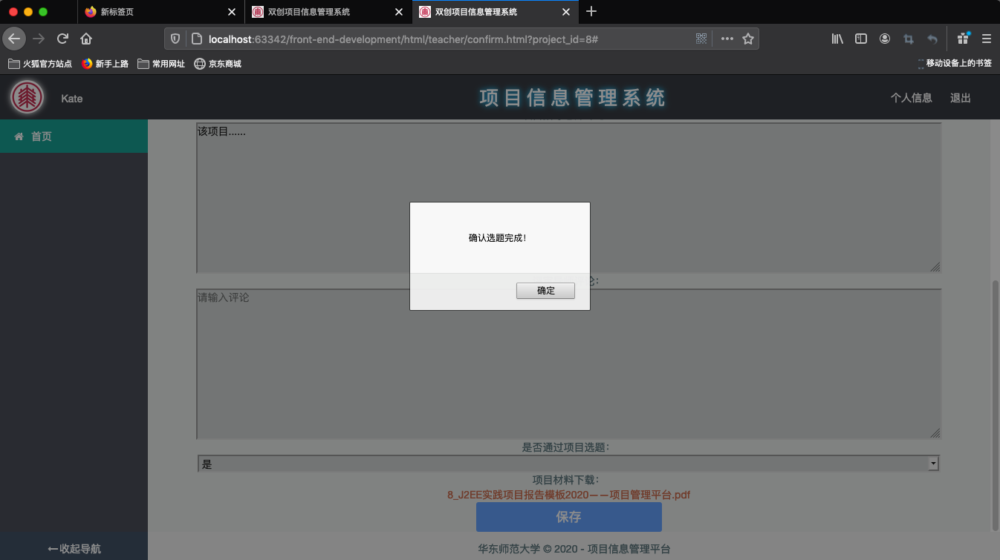 新标签页
双创项目信息管理系统
双创项目信息管理系统
localhost:63342/front-end-development/html/teacher/confirm.html?project_id=8#
火狐官方站点
新手上路
常用网址
京东商城
移动设备上的书签
Kate
项目信息管理系统
个人信息
退出
首页
该项目......
确认选题完成!
确定
论:
请输入评论
是否通过项目选题:
是
项目材料下载:
8_J2EE实践项目报告模板2020——项目管理平台.pdf
保存
←收起导航
华东师范大学 © 2020 - 项目信息管理平台